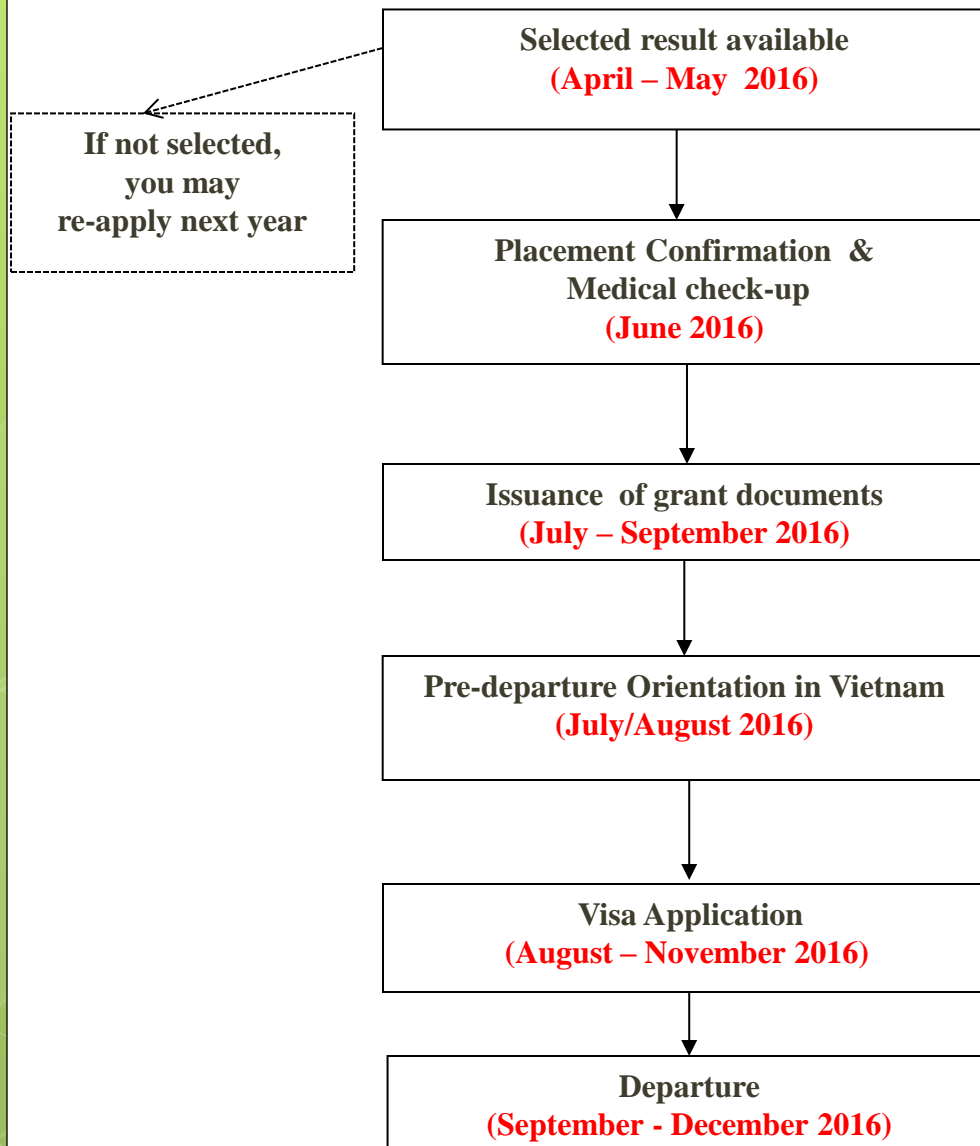 Selected result available
(April – May 2016)
If not selected,
you may
re-apply next year
Placement Confirmation &
Medical check-up
(June 2016)
Issuance of grant documents
(July – September 2016)
Pre-departure Orientation in Vietnam
(July/August 2016)
Visa Application
(August – November 2016)
Departure
(September - December 2016)